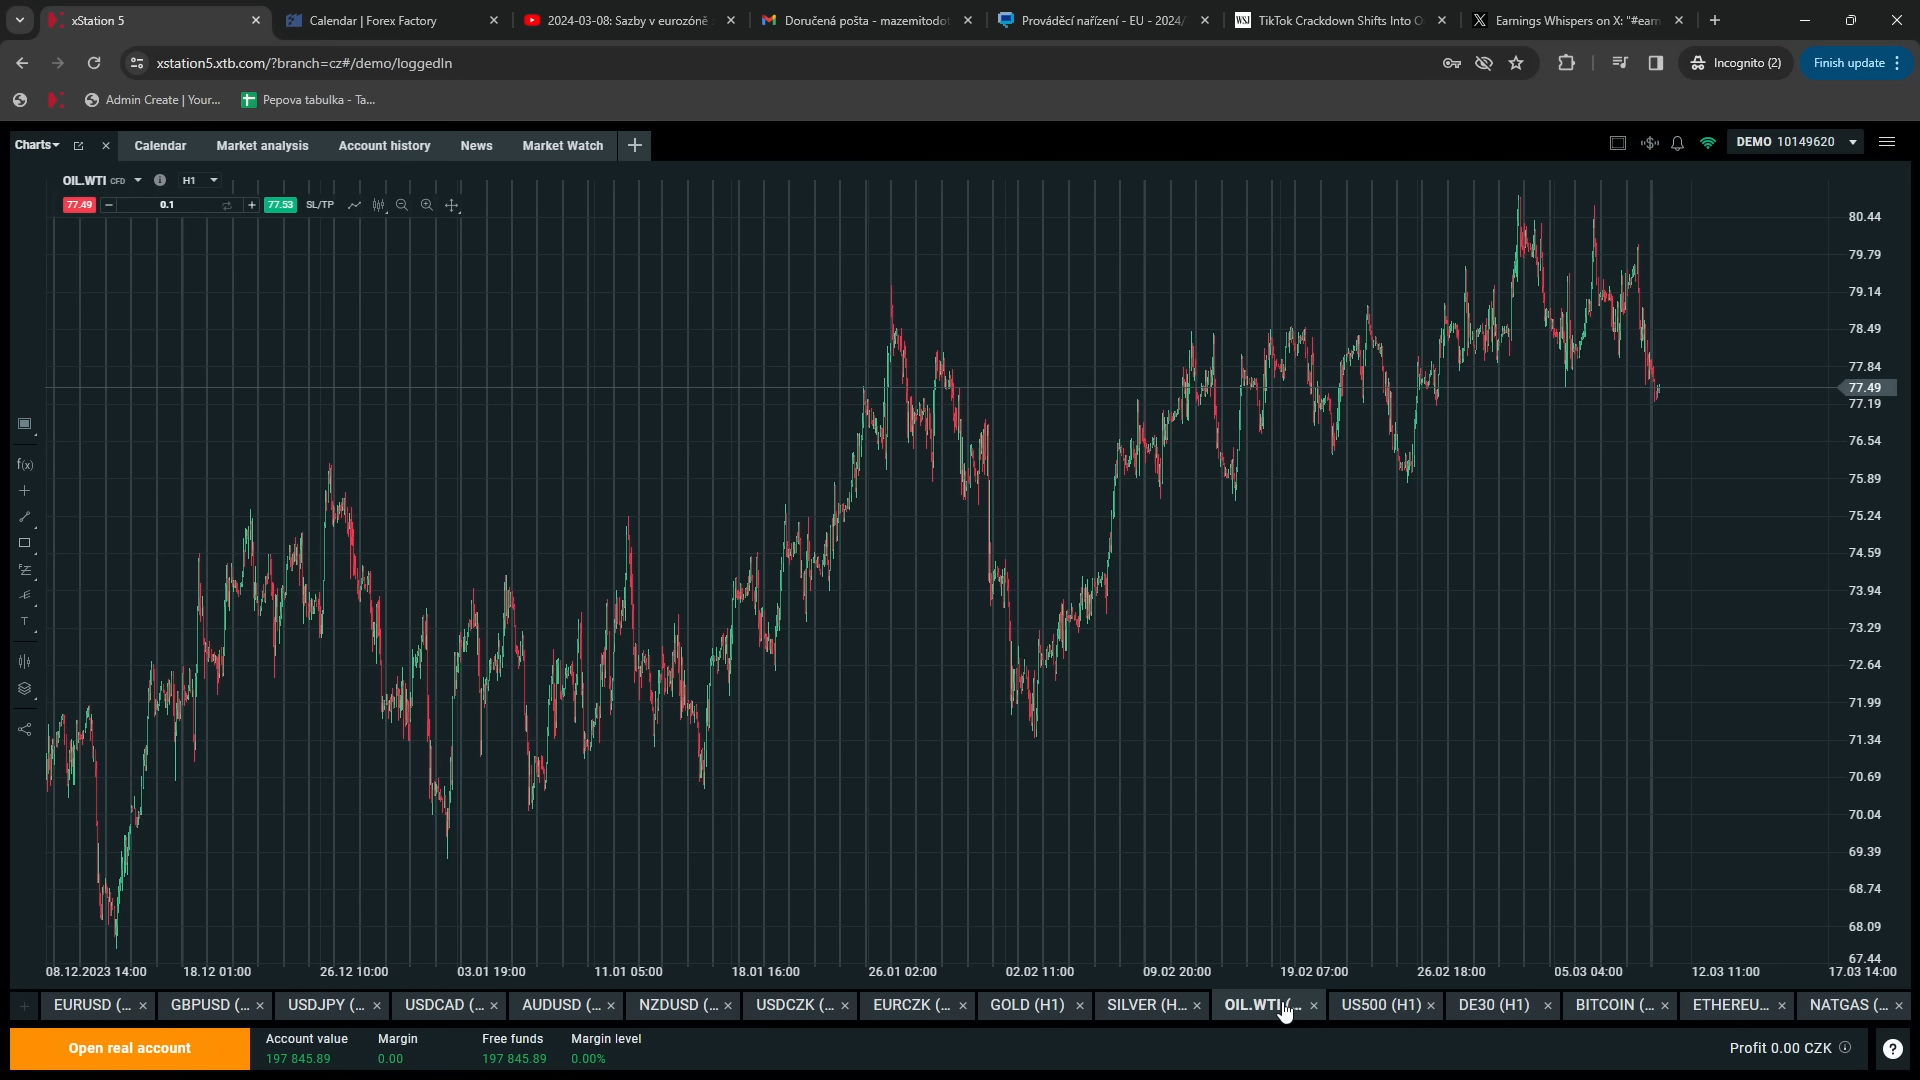 xStation 5
Calendar | Forex Factory
2024-03-08: Sazby v eurozóně
Doručená pošta - mazemitodo
Prováděcí nařízení - EU - 2024/
WSJ TikTok Crackdown Shifts Into O
Earnings Whispers on X: "#earn
xstation5.xtb.com/?branch=cz#/demo/loggedIn
Incognito (2)
Finish update
Admin Create | Your...
Pepova tabulka - Ta...
Charts
Calendar
Market analysis
Account history
News
Market Watch
DEMO 10149620
OIL.WTI CFD
H1
77.49
0.1
77.53
SL/TP
80.44
79.79
79.14
78.49
77.84
77.49
77.19
76.54
75.89
75.24
74.59
73.94
73.29
72.64
71.99
71.34
70.69
70.04
69.39
68.74
68.09
67.44
f(x)
T
08.12.2023 14:00
18.12 01:00
26.12 10:00
03.01 19:00
11.01 05:00
18.01 16:00
26.01 02:00
02.02 11:00
09.02 20:00
19.02 07:00
26.02 18:00
05.03 04:00
12.03 11:00
17.03 14:00
EURUSD (...
GBPUSD (...
USDJPY (...
USDCAD (...
AUDUSD (...
NZDUSD (...
USDCZK (...
EURCZK (...
GOLD (H1)
SILVER (H...
OIL.WTI (...
US500 (H1)
DE30 (H1)
BITCOIN (...
ETHEREU...
NATGAS (...
Open real account
Account value
Margin
Free funds
Margin level
197 845.89
0.00
197 845.89
0.00%
Profit 0.00 CZK
?